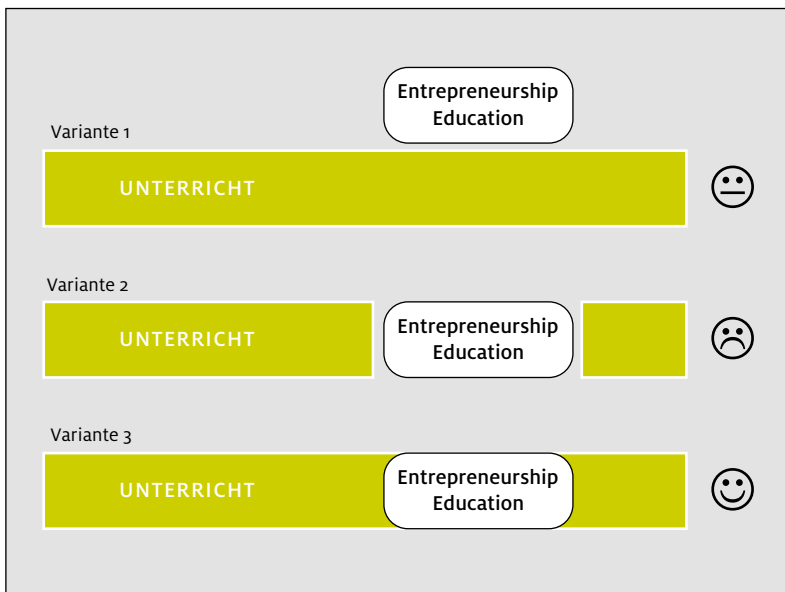 Entrepreneurship
Education
Variante 1
UNTERRICHT
Variante 2
UNTERRICHT
Entrepreneurship
Education
Variante 3
UNTERRICHT
Entrepreneurship
Education